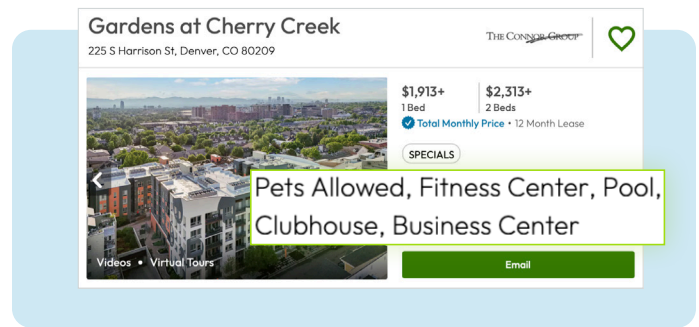 Gardens at Cherry Creek
225 S Harrison St, Denver, CO 80209
THE CONNOR GROUP
$1,913+
1 Bed
$2,313+
2 Beds
Total Monthly Price • 12 Month Lease
SPECIALS
Pets Allowed, Fitness Center, Pool,
Clubhouse, Business Center
Videos • Virtual Tours
Email